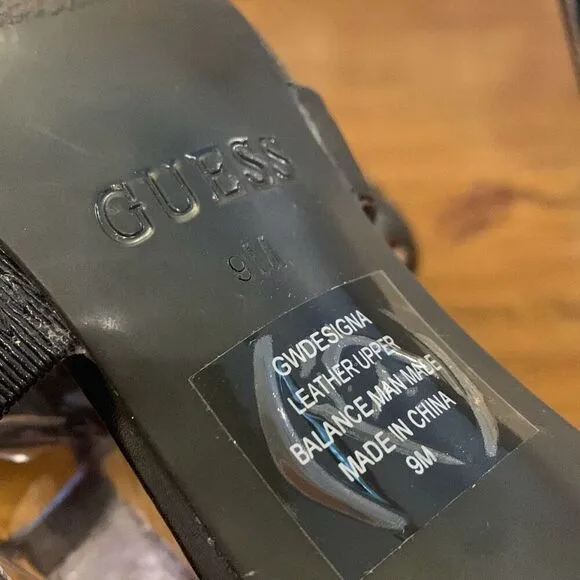 GUESS
9M
GWDESIGNA
LEATHER UPPER
BALANCE MAN MADE
MADE IN CHINA
9M